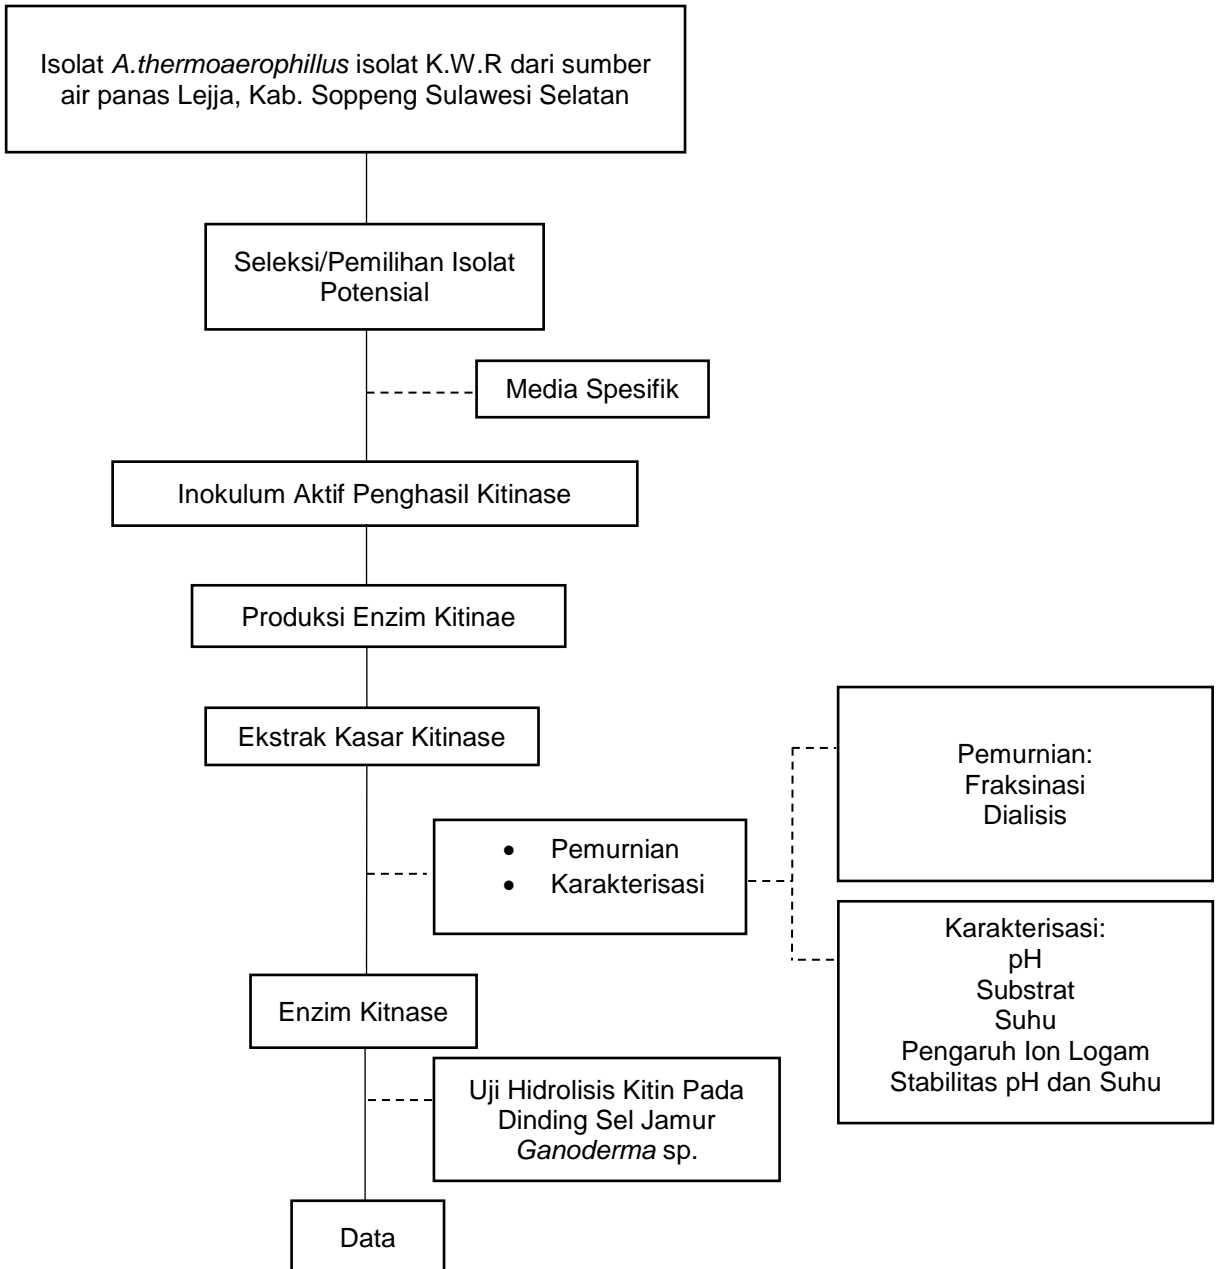 Isolat A.thermoaerophillus isolat K.W.R dari sumber
air panas Lejja, Kab. Soppeng Sulawesi Selatan
Seleksi/Pemilihan Isolat
Potensial
Media Spesifik
Inokulum Aktif Penghasil Kitinase
Produksi Enzim Kitinae
Ekstrak Kasar Kitinase
• Pemurnian
• Karakterisasi
Pemurnian:
Fraksinasi
Dialisis
Karakterisasi:
pH
Substrat
Suhu
Pengaruh Ion Logam
Stabilitas pH dan Suhu
Enzim Kitnase
Uji Hidrolisis Kitin Pada
Dinding Sel Jamur
Ganoderma sp.
Data